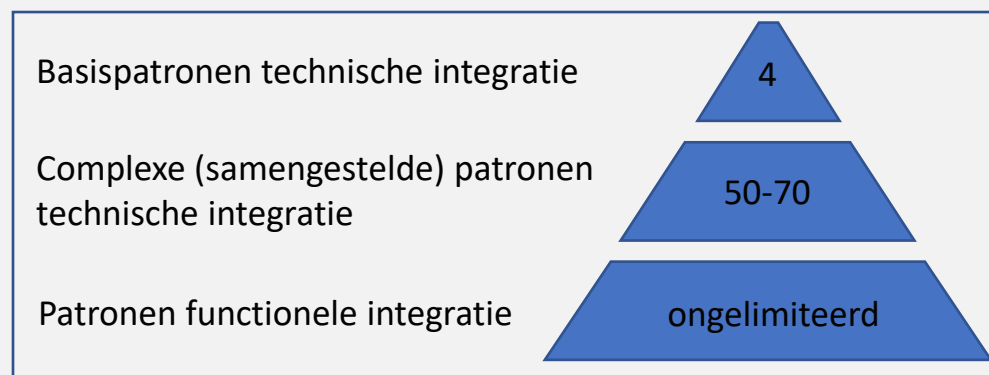 Basispatronen technische integratie
4
Complexe (samengestelde) patronen
technische integratie
50-70
Patronen functionele integratie
ongelimiteerd